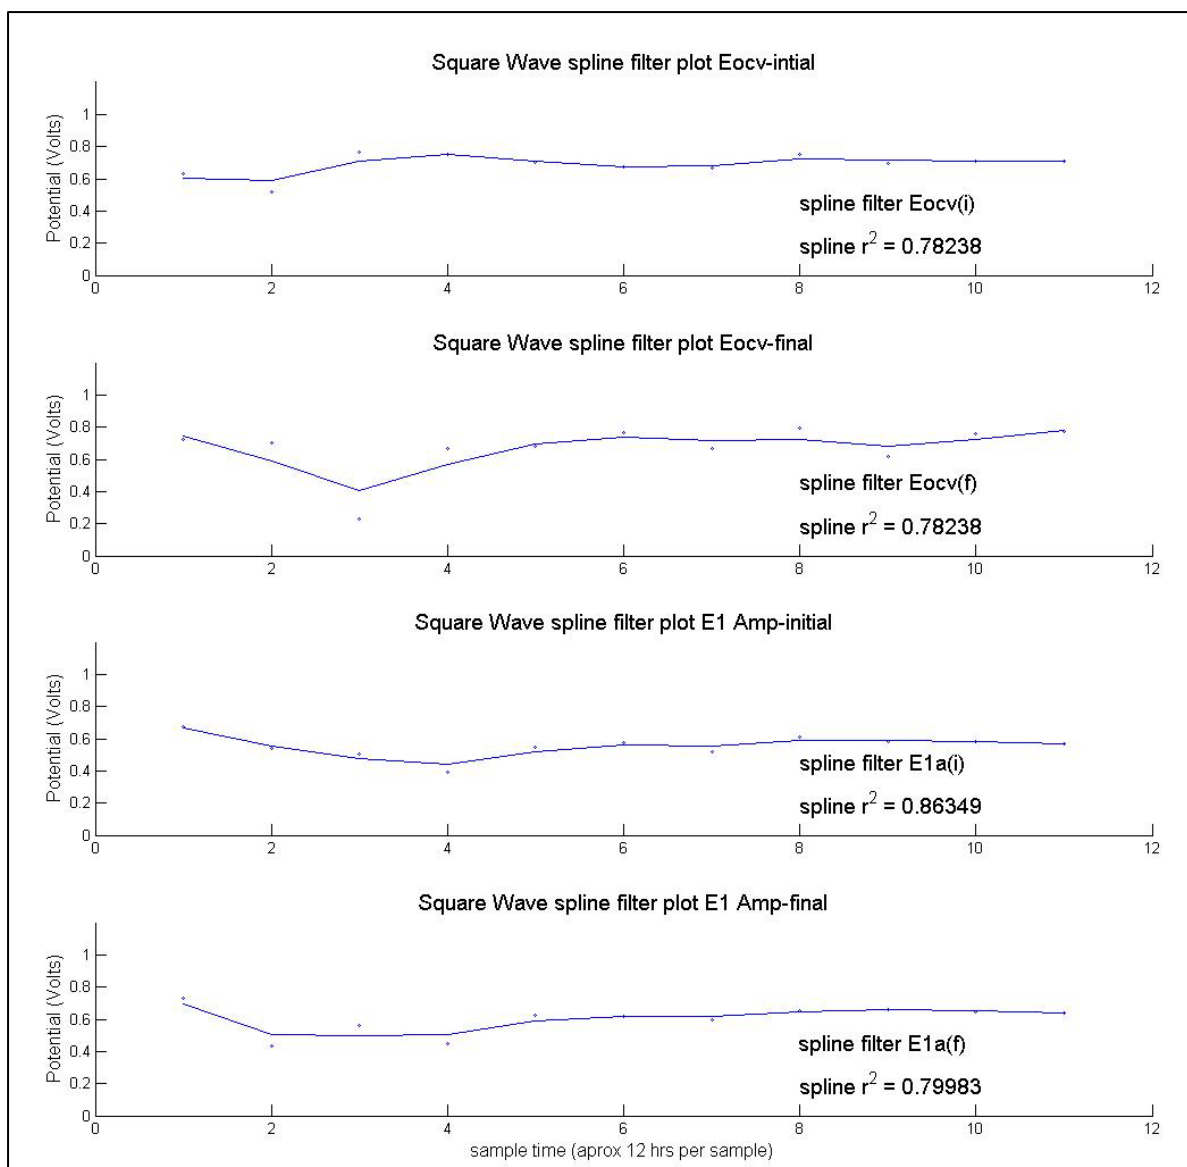 Square Wave spline filter plot Eocv-intial
Potential (Volts)
1
0.8
0.6
0.4
0.2
0
spline filter Eocv(i)
spline r² = 0.78238
0 2 4 6 8 10 12
Square Wave spline filter plot Eocv-final
Potential (Volts)
1
0.8
0.6
0.4
0.2
0
spline filter Eocv(f)
spline r² = 0.78238
0 2 4 6 8 10 12
Square Wave spline filter plot E1 Amp-initial
Potential (Volts)
1
0.8
0.6
0.4
0.2
0
spline filter E1a(i)
spline r² = 0.86349
0 2 4 6 8 10 12
Square Wave spline filter plot E1 Amp-final
Potential (Volts)
1
0.8
0.6
0.4
0.2
0
spline filter E1a(f)
spline r² = 0.79983
0 2 4 6 8 10 12
sample time (aprox 12 hrs per sample)